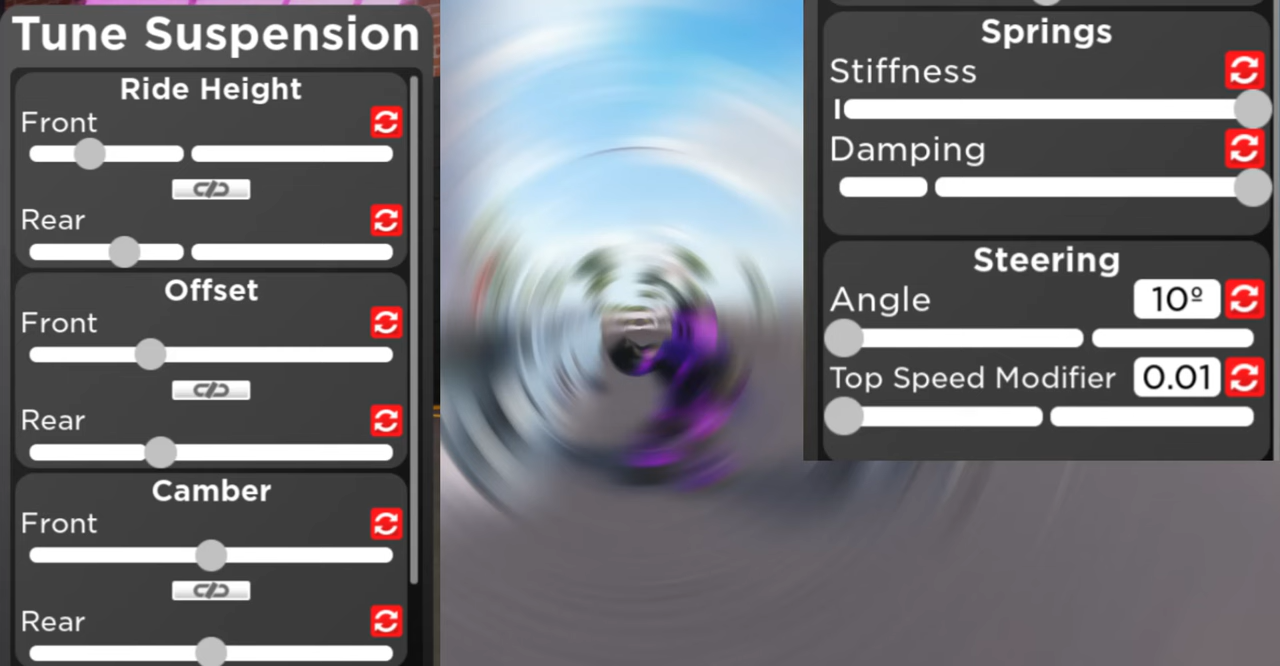 Tune Suspension
Ride Height
Front
Rear
Offset
Front
Rear
Camber
Front
Rear
Springs
Stiffness
Damping
Steering
Angle 10º
Top Speed Modifier 0.01